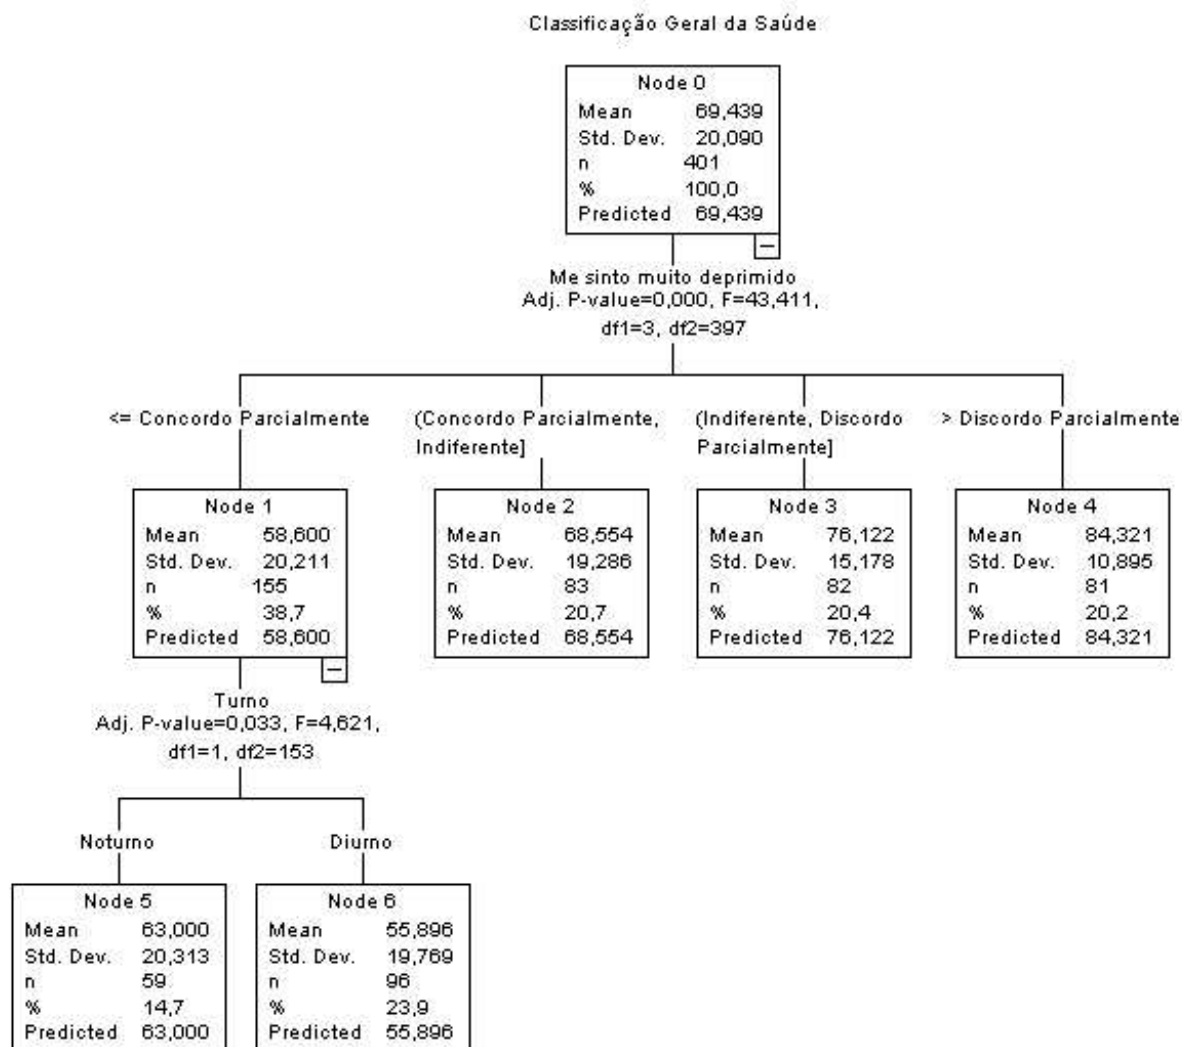 Classificação Geral da Saúde
Node 0
Mean 69,439
Std. Dev. 20,090
n 401
% 100,0
Predicted 69,439
Me sinto muito deprimido
Adj. P-value=0,000, F=43,411,
df1=3, df2=397
<= Concordo Parcialmente
(Concordo Parcialmente,
Indiferente]
(Indiferente, Discordo
Parcialmente]
> Discordo Parcialmente
Node 1
Mean 58,600
Std. Dev. 20,211
n 155
% 38,7
Predicted 58,600
Node 2
Mean 68,554
Std. Dev. 19,286
n 83
% 20,7
Predicted 68,554
Node 3
Mean 76,122
Std. Dev. 15,178
n 82
% 20,4
Predicted 76,122
Node 4
Mean 84,321
Std. Dev. 10,895
n 81
% 20,2
Predicted 84,321
Turno
Adj. P-value=0,033, F=4,621,
df1=1, df2=153
Noturno
Diurno
Node 5
Mean 63,000
Std. Dev. 20,313
n 59
% 14,7
Predicted 63,000
Node 6
Mean 55,896
Std. Dev. 19,769
n 96
% 23,9
Predicted 55,896